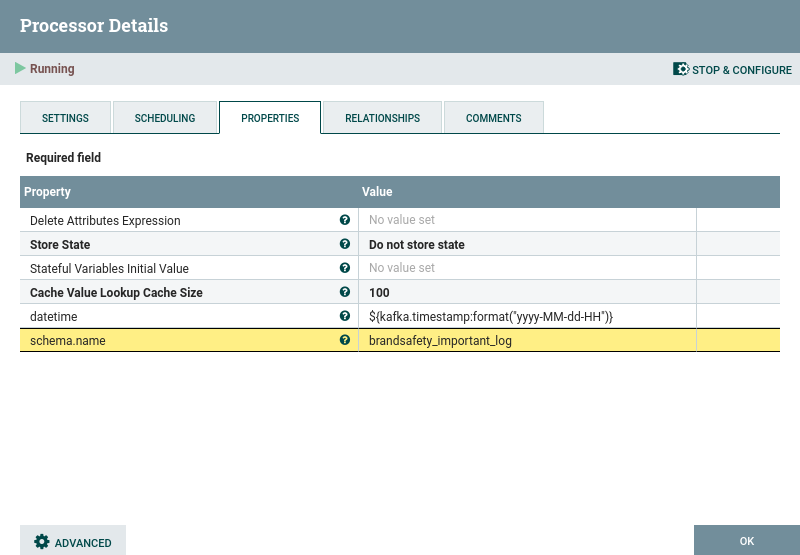 Processor Details
Running
STOP & CONFIGURE
SETTINGS SCHEDULING PROPERTIES RELATIONSHIPS COMMENTS
Required field
Property Value
Delete Attributes Expression No value set
Store State Do not store state
Stateful Variables Initial Value No value set
Cache Value Lookup Cache Size 100
datetime ${kafka.timestamp:format("yyyy-MM-dd-HH")}
schema.name brandsafety_important_log
ADVANCED OK